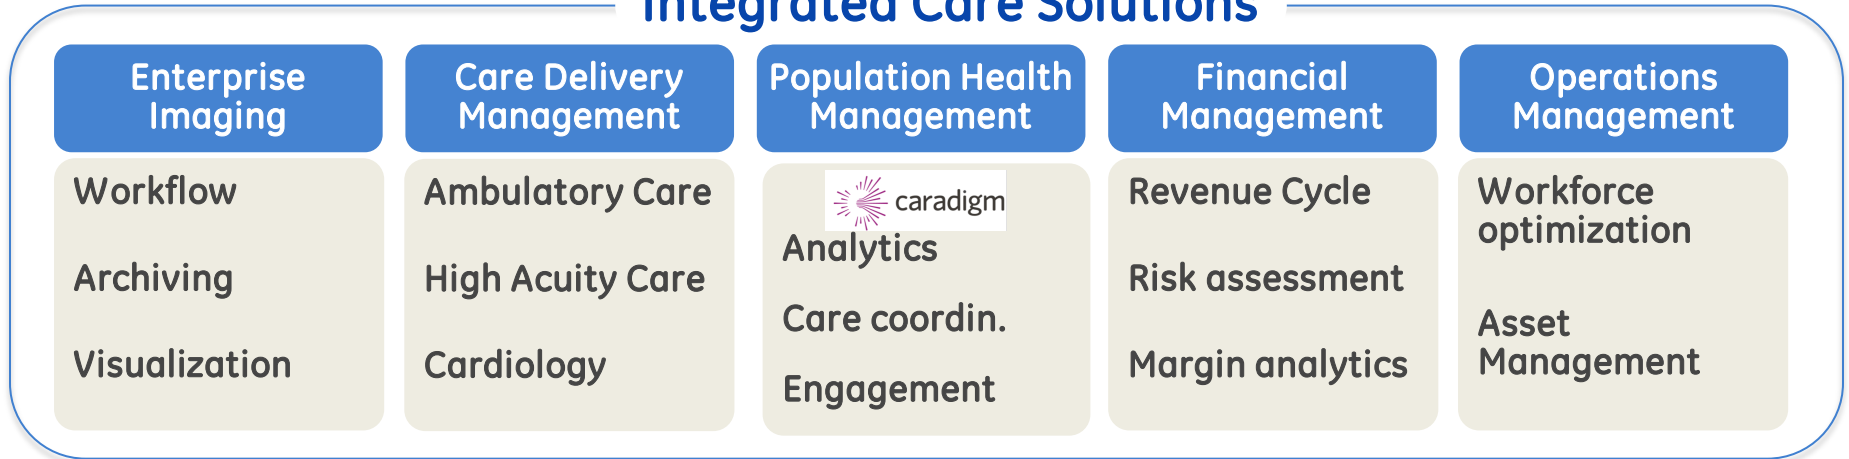 Integrated Care Solutions
Enterprise
Imaging
Care Delivery
Management
Population Health
Management
Financial
Management
Operations
Management
Workflow
Archiving
Visualization
Ambulatory Care
High Acuity Care
Cardiology
caradigm
Analytics
Care coordin.
Engagement
Revenue Cycle
Risk assessment
Margin analytics
Workforce
optimization
Asset
Management